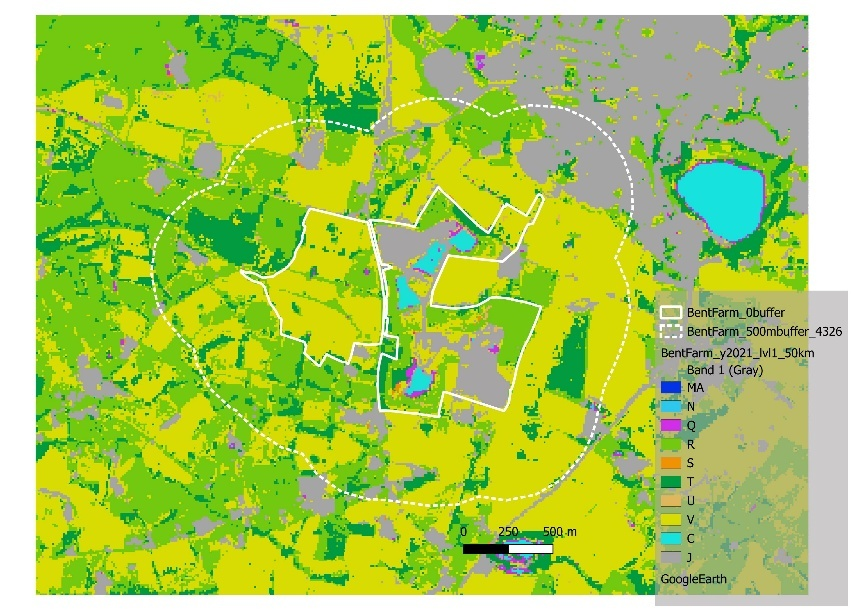 BentFarm_0buffer
BentFarm_500mbuffer_4326
BentFarm_y2021_lvl1_50km
Band 1 (Gray)
MA
N
Q
R
S
T
U
V
C
J
GoogleEarth
0 250 500 m